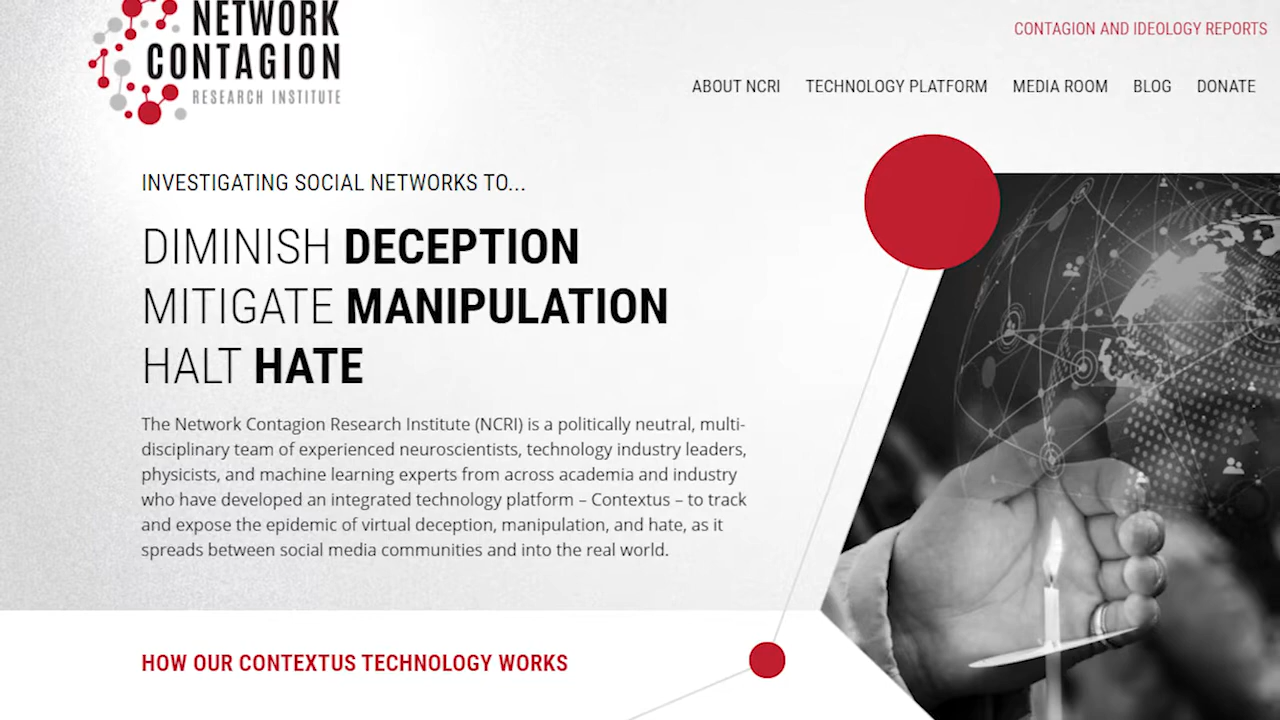 NETWORK
CONTAGION
RESEARCH INSTITUTE
CONTAGION AND IDEOLOGY REPORTS
ABOUT NCRI TECHNOLOGY PLATFORM MEDIA ROOM BLOG DONATE
INVESTIGATING SOCIAL NETWORKS TO...
DIMINISH DECEPTION
MITIGATE MANIPULATION
HALT HATE
The Network Contagion Research Institute (NCRI) is a politically neutral, multi-
disciplinary team of experienced neuroscientists, technology industry leaders,
physicists, and machine learning experts from across academia and industry
who have developed an integrated technology platform – Contextus – to track
and expose the epidemic of virtual deception, manipulation, and hate, as it
spreads between social media communities and into the real world.
HOW OUR CONTEXTUS TECHNOLOGY WORKS